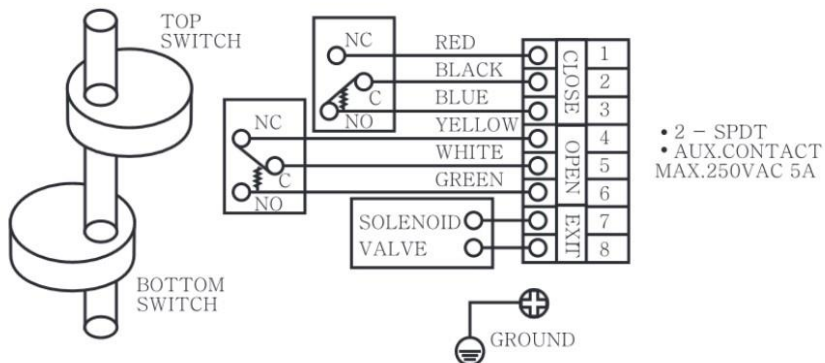 TOP
SWITCH
NC
RED
BLACK
C
BLUE
NO
YELLOW
NC
WHITE
C
GREEN
NO
SOLENOID
VALVE
CLOSE
OPEN
EXIT
1
2
3
4
5
6
7
8
• 2 - SPDT
• AUX.CONTACT
MAX.250VAC 5A
BOTTOM
SWITCH
GROUND